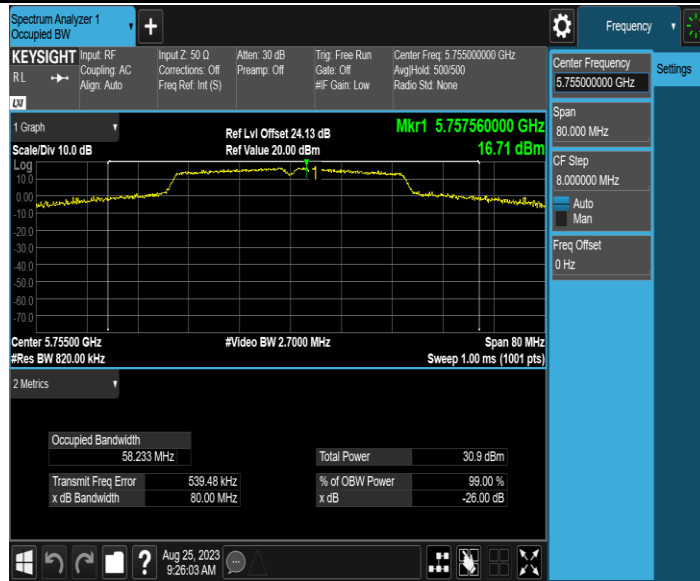 Spectrum Analyzer 1
Occupied BW
Frequency
KEYSIGHT
RL
LXI
Input: RF
Coupling: AC
Align: Auto
Input Z: 50 Ω
Corrections: Off
Freq Ref: Int (S)
Atten: 30 dB
Preamp: Off
Trig: Free Run
Gate: Off
#IF Gain: Low
Center Freq: 5.755000000 GHz
Avg|Hold: 500/500
Radio Std: None
Center Frequency
5.755000000 GHz
Settings
Span
80.000 MHz
CF Step
8.000000 MHz
Auto
Man
Freq Offset
0 Hz
1 Graph
Scale/Div 10.0 dB
Ref Lvl Offset 24.13 dB
Ref Value 20.00 dBm
Mkr1 5.757560000 GHz
16.71 dBm
Log
10.0
0.00
-10.0
-20.0
-30.0
-40.0
-50.0
-60.0
-70.0
1
Center 5.75500 GHz
#Res BW 820.00 kHz
#Video BW 2.7000 MHz
Span 80 MHz
Sweep 1.00 ms (1001 pts)
2 Metrics
Occupied Bandwidth
58.233 MHz
Total Power 30.9 dBm
Transmit Freq Error 539.48 kHz
% of OBW Power 99.00 %
x dB Bandwidth 80.00 MHz
x dB -26.00 dB
Aug 25, 2023
9:26:03 AM